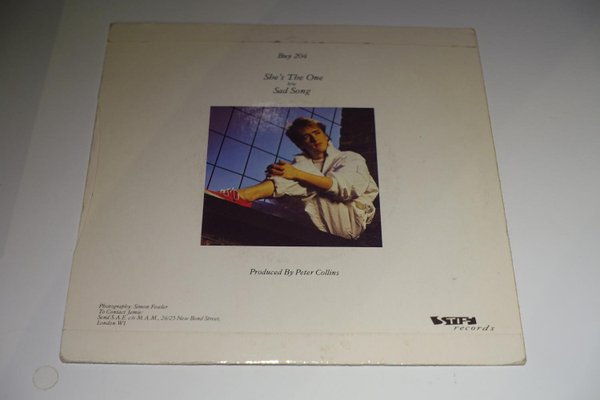 Buy 204
She's The One
b/w
Sad Song
Produced By Peter Collins
Photography: Simon Fowler
To Contact Jamie:
Send S.A.E. c/o M.A.M., 24/25 New Bond Street,
London W1.
STIFF
records